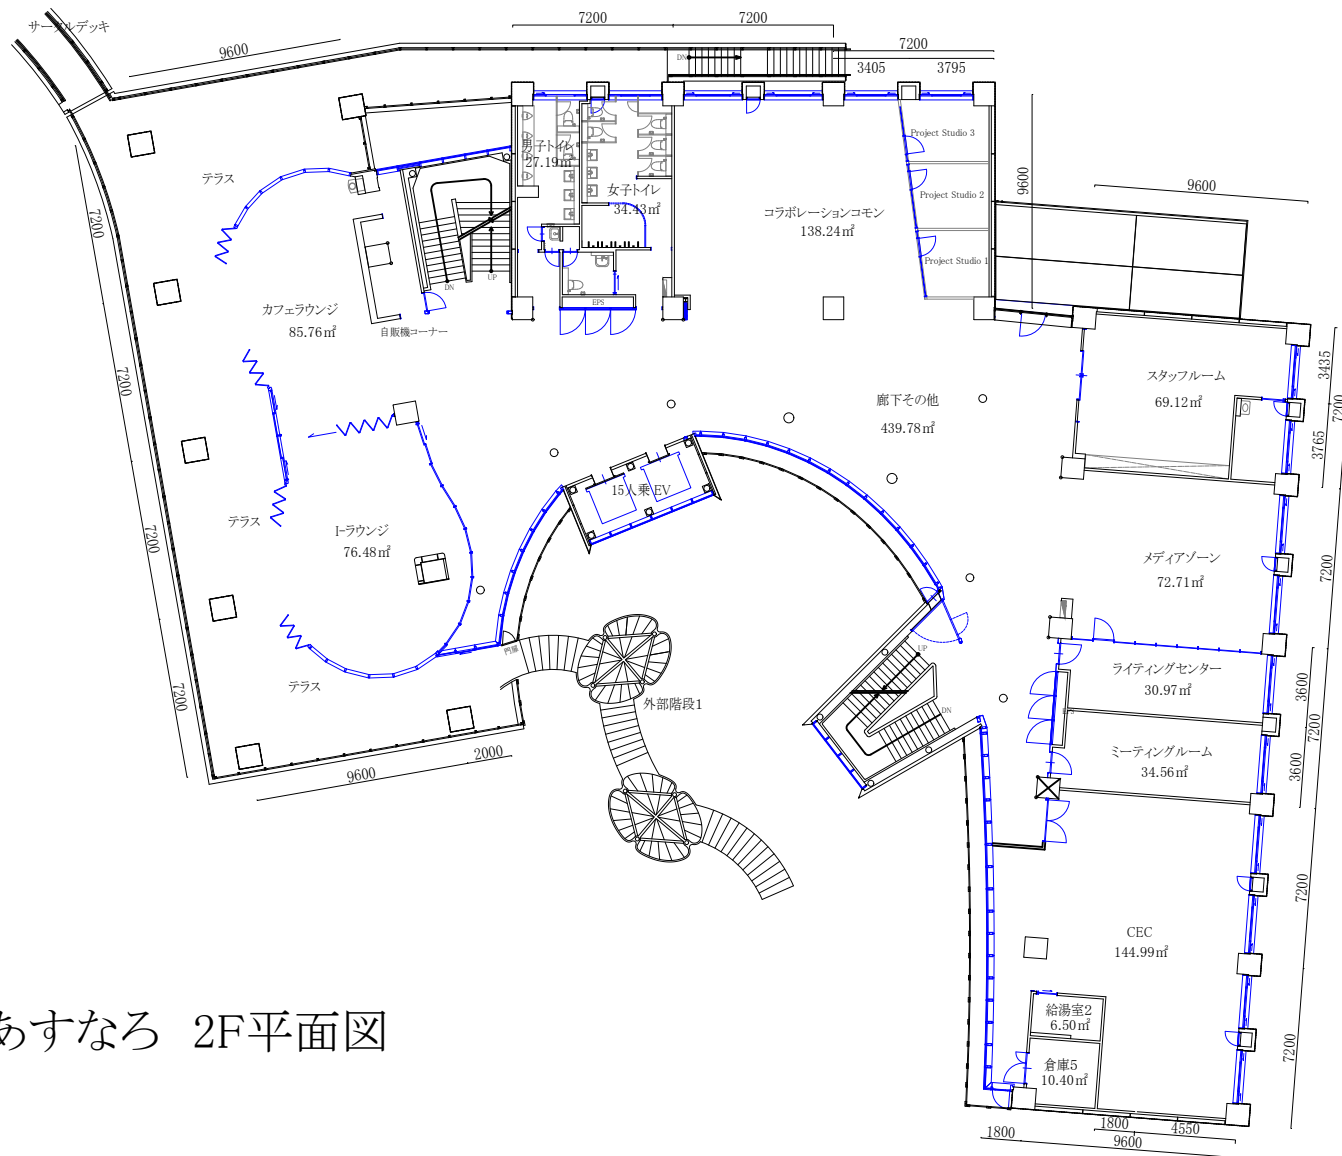 サークルデッキ
9600
7200
7200
7200
3405
3795
DN
男子トイレ
27.19㎡
女子トイレ
34.43㎡
コラボレーションコモン
138.24㎡
Project Studio 3
Project Studio 2
Project Studio 1
9600
9600
テラス
7200
カフェラウンジ
85.76㎡
自販機コーナー
DN
UP
EPS
7200
廊下その他
439.78㎡
スタッフルーム
69.12㎡
3435
7200
3765
15人乗 EV
テラス
I-ラウンジ
76.48㎡
7200
メディアゾーン
72.71㎡
7200
門扉
テラス
7200
外部階段1
UP
DN
ライティングセンター
30.97㎡
3600
7200
ミーティングルーム
34.56㎡
3600
2000
9600
7200
CEC
144.99㎡
給湯室2
6.50㎡
倉庫5
10.40㎡
7200
1800
1800
4550
9600
あすなろ 2F平面図